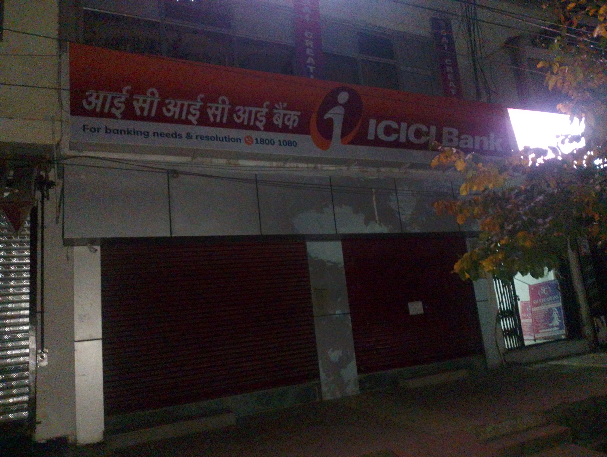 आई सी आई सी आई बैंक
For banking needs & resolution 1800 1080
ICICI Bank